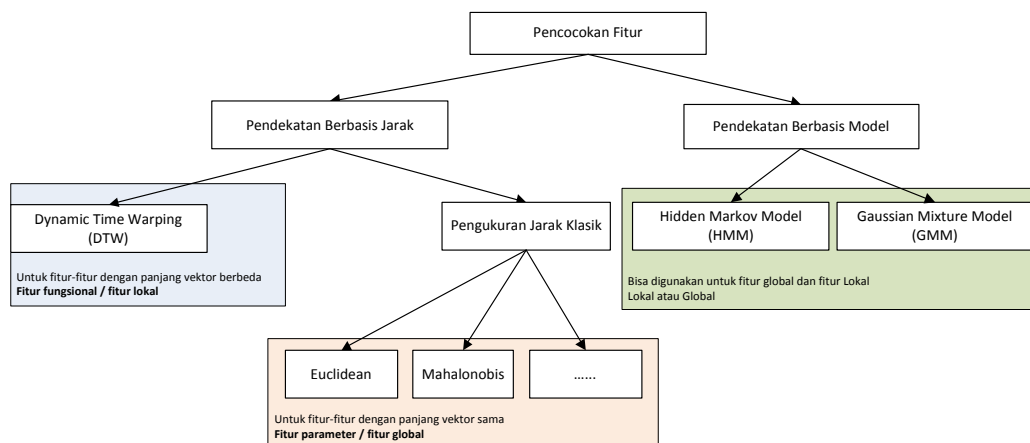 Pencocokan Fitur
Pendekatan Berbasis Jarak
Pendekatan Berbasis Model
Dynamic Time Warping
(DTW)
Untuk fitur-fitur dengan panjang vektor berbeda
Fitur fungsional / fitur lokal
Pengukuran Jarak Klasik
Hidden Markov Model
(HMM)
Gaussian Mixture Model
(GMM)
Bisa digunakan untuk fitur global dan fitur Lokal
Lokal atau Global
Euclidean
Mahalonobis
......
Untuk fitur-fitur dengan panjang vektor sama
Fitur parameter / fitur global